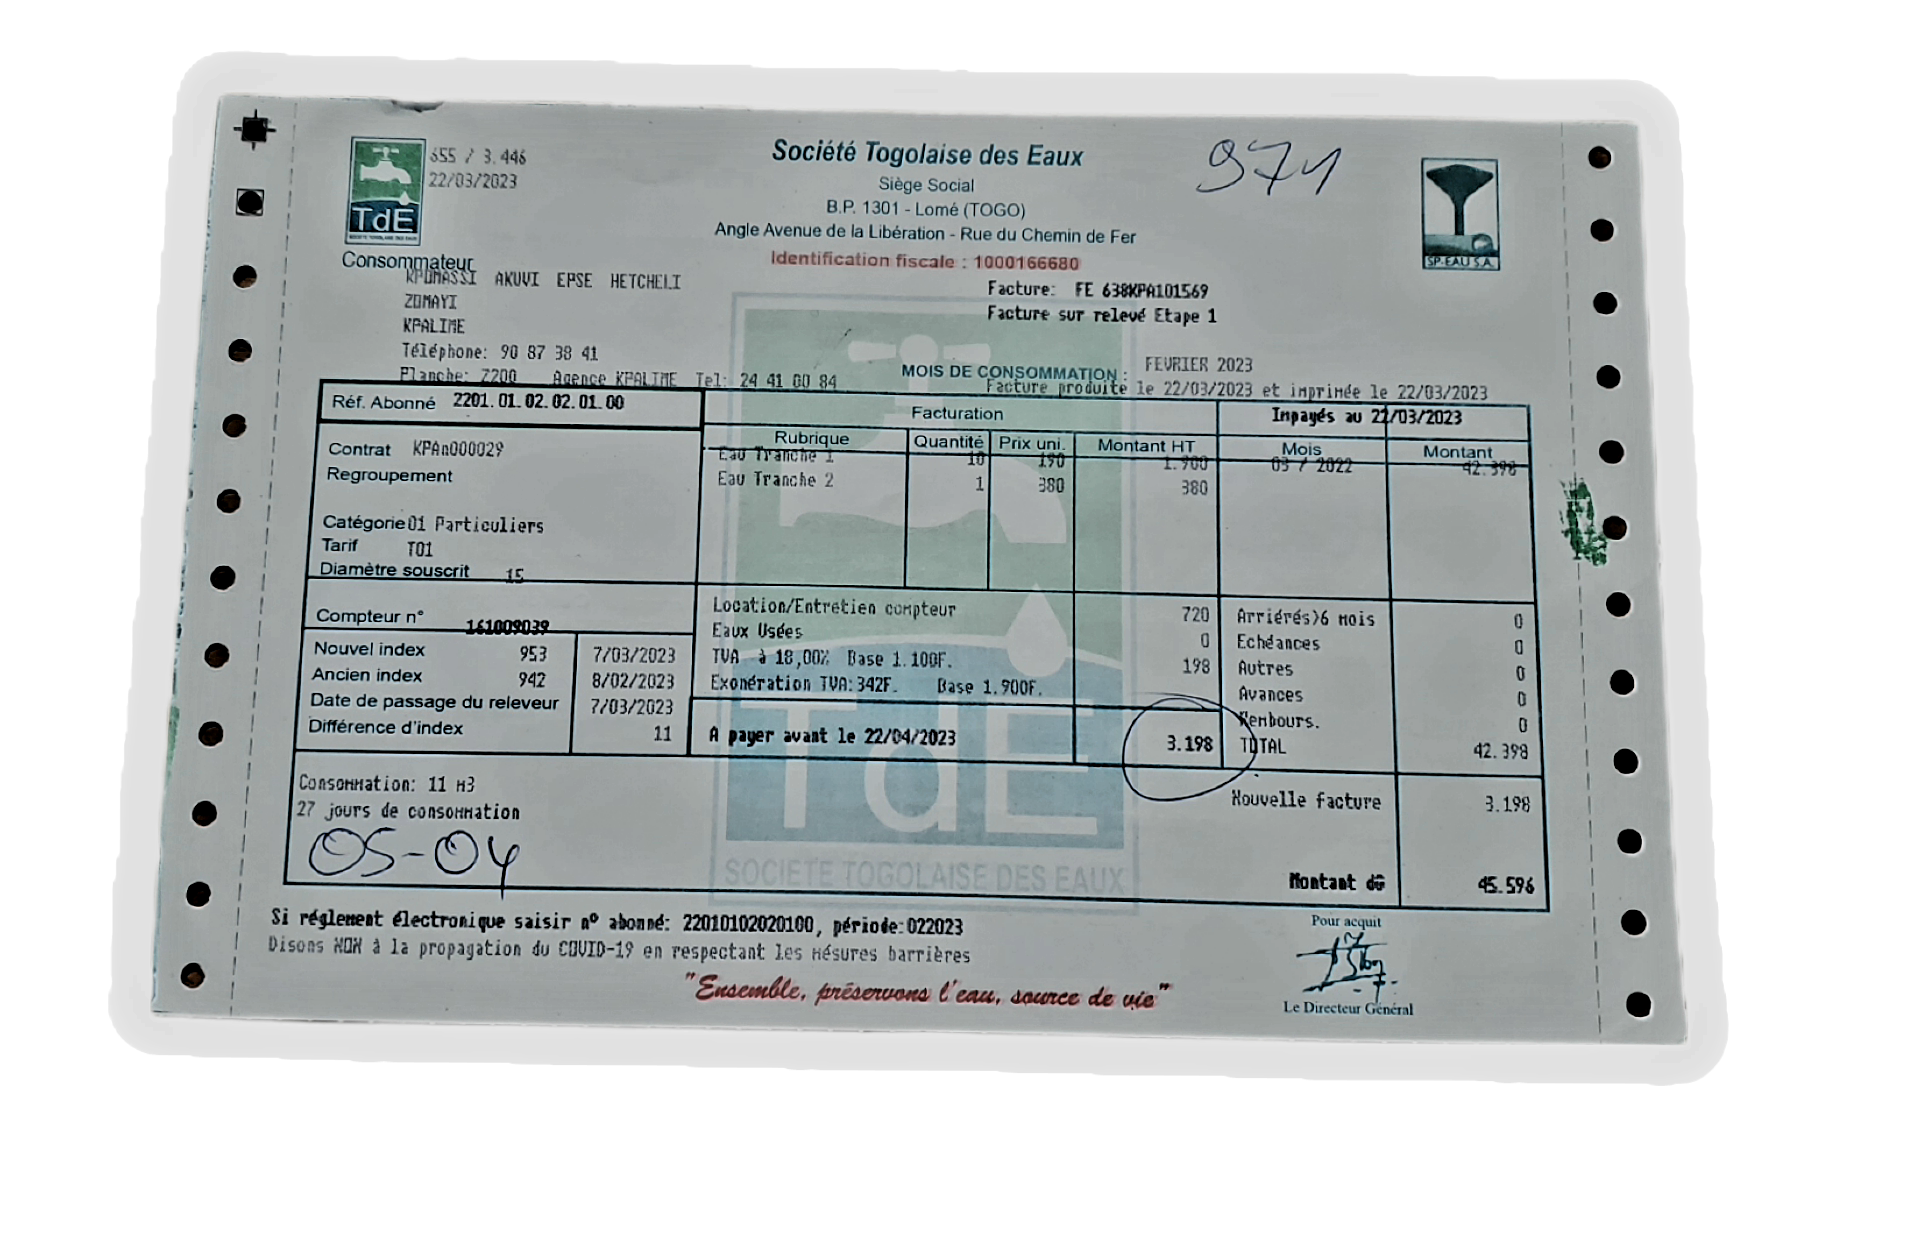 655 / 3.446
22/03/2023
TdE
SOCIETE TOGOLAISE DES EAUX
Société Togolaise des Eaux
Siège Social
B.P. 1301 - Lomé (TOGO)
Angle Avenue de la Libération - Rue du Chemin de Fer
Identification fiscale : 1000166680
971
SP-EAU S.A.
Consommateur
KPOMASSI AKUVI EPSE HETCHELI
ZOMAYI
KPALIME
Téléphone: 90 87 38 41
Planche: Z200 Agence KPALIME Tel: 24 41 00 84
Facture: FE 638KPA101569
Facture sur relevé Etape 1
MOIS DE CONSOMMATION : FEVRIER 2023
Facture produite le 22/03/2023 et imprimée le 22/03/2023
Réf. Abonné 2201.01.02.02.01.00
Facturation
Impayés au 22/03/2023
Rubrique Quantité Prix uni. Montant HT Mois Montant
Eau Tranche 1 10 190 1.900 03 / 2022 42.398
Eau Tranche 2 1 380 380
Contrat KPAn000029
Regroupement
Catégorie 01 Particuliers
Tarif T01
Diamètre souscrit 15
Compteur n° 161009039
Nouvel index 953 7/03/2023
Ancien index 942 8/02/2023
Date de passage du releveur 7/03/2023
Différence d'index 11
Location/Entretien compteur 720
Eaux Usées 0
TVA à 18,00% Base 1.100F. 198
Exonération TVA:342F. Base 1.900F.
A payer avant le 22/04/2023 3.198
Arriérés>6 mois 0
Echéances 0
Autres 0
Avances 0
Rembours. 0
TOTAL 42.398
Nouvelle facture 3.198
Montant dû 45.596
Consommation: 11 m3
27 jours de consommation
05-04
TdE
SOCIETE TOGOLAISE DES EAUX
Si réglement électronique saisir n° abonné: 22010102020100, période:022023
Disons NON à la propagation du COVID-19 en respectant les mésures barrières
"Ensemble, préservons l'eau, source de vie"
Pour acquit
Le Directeur Général